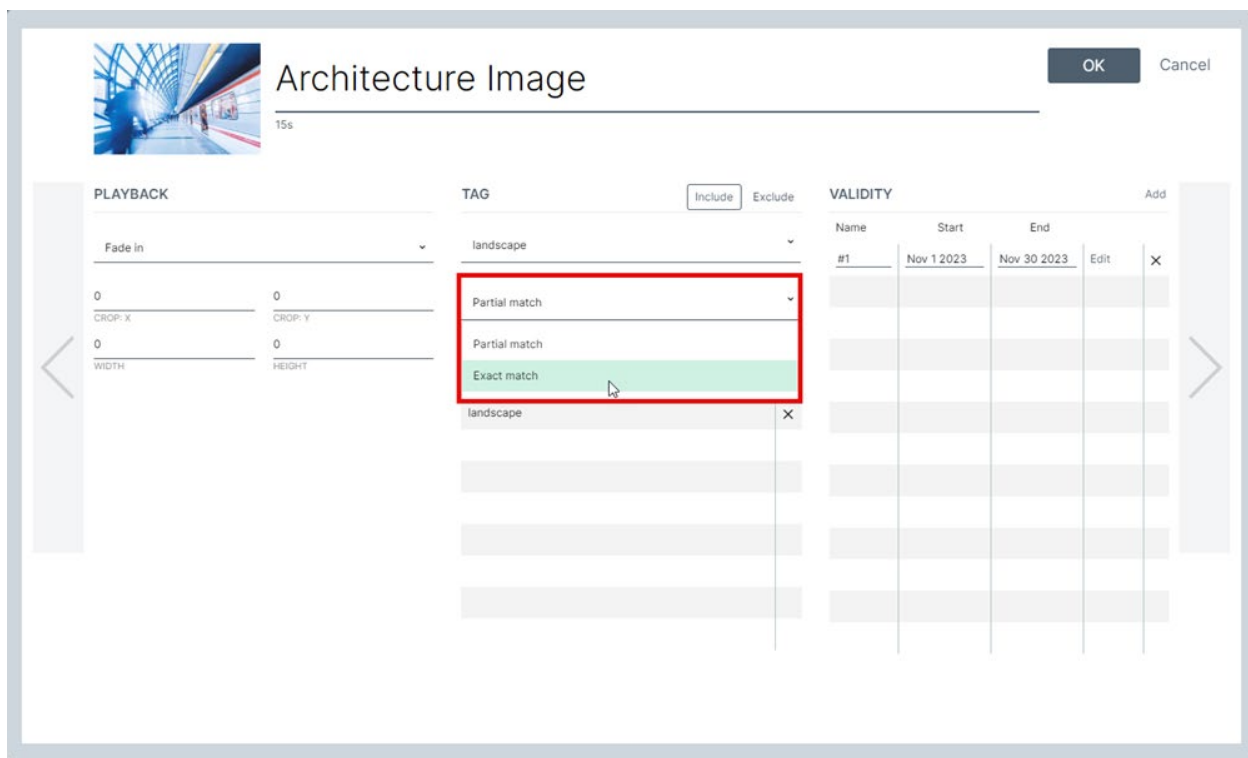 Architecture Image
OK
Cancel
15s
PLAYBACK
Fade in
0
0
CROP: X
CROP: Y
0
0
WIDTH
HEIGHT
TAG
Include
Exclude
landscape
Partial match
Partial match
Exact match
landscape
VALIDITY
Add
Name
Start
End
#1
Nov 1 2023
Nov 30 2023
Edit